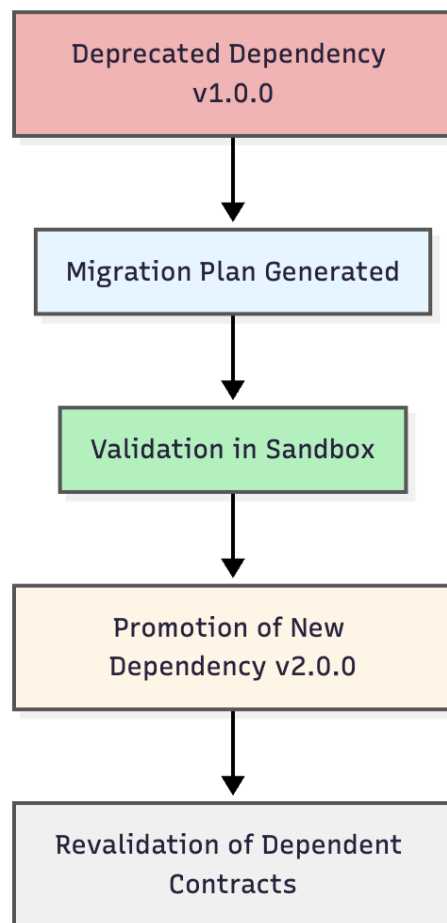 Deprecated Dependency
v1.0.0
Migration Plan Generated
Validation in Sandbox
Promotion of New
Dependency v2.0.0
Revalidation of Dependent
Contracts